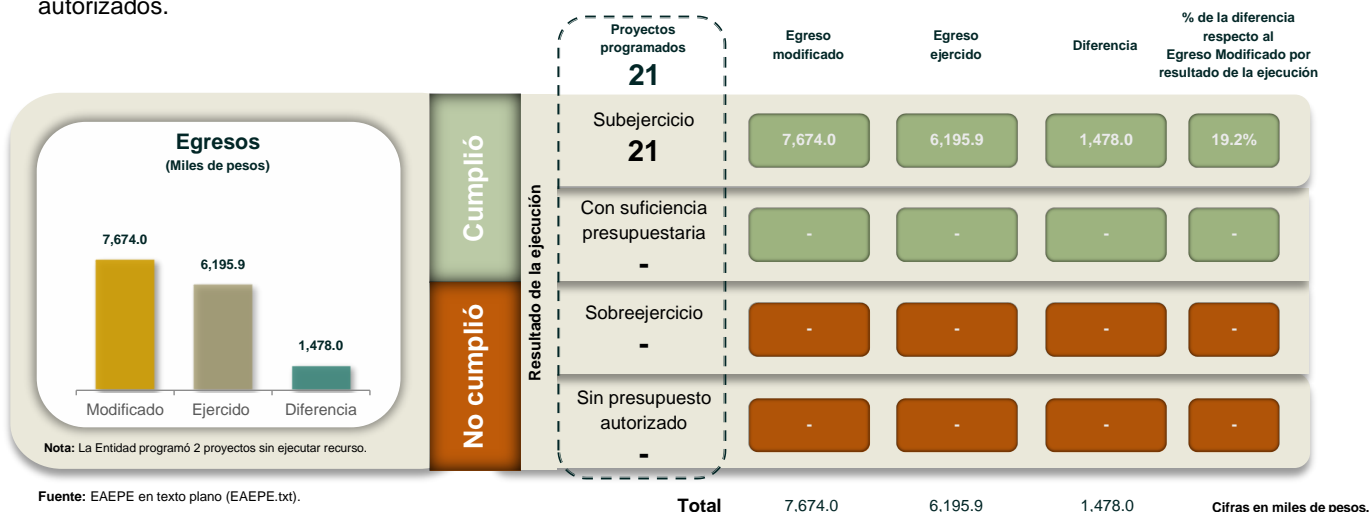 autorizados.
Proyectos
programados
21
Egreso
modificado
Egreso
ejercido
Diferencia
% de la diferencia
respecto al
Egreso Modificado por
resultado de la ejecución
Egresos
(Miles de pesos)
7,674.0
6,195.9
1,478.0
Modificado Ejercido Diferencia
Nota: La Entidad programó 2 proyectos sin ejecutar recurso.
Cumplió
No cumplió
Resultado de la ejecución
Subejercicio
21
7,674.0 6,195.9 1,478.0 19.2%
Con suficiencia
presupuestaria
-
- - - -
Sobreejercicio
-
- - - -
Sin presupuesto
autorizado
-
- - - -
Fuente: EAEPE en texto plano (EAEPE.txt).
Total 7,674.0 6,195.9 1,478.0 Cifras en miles de pesos.